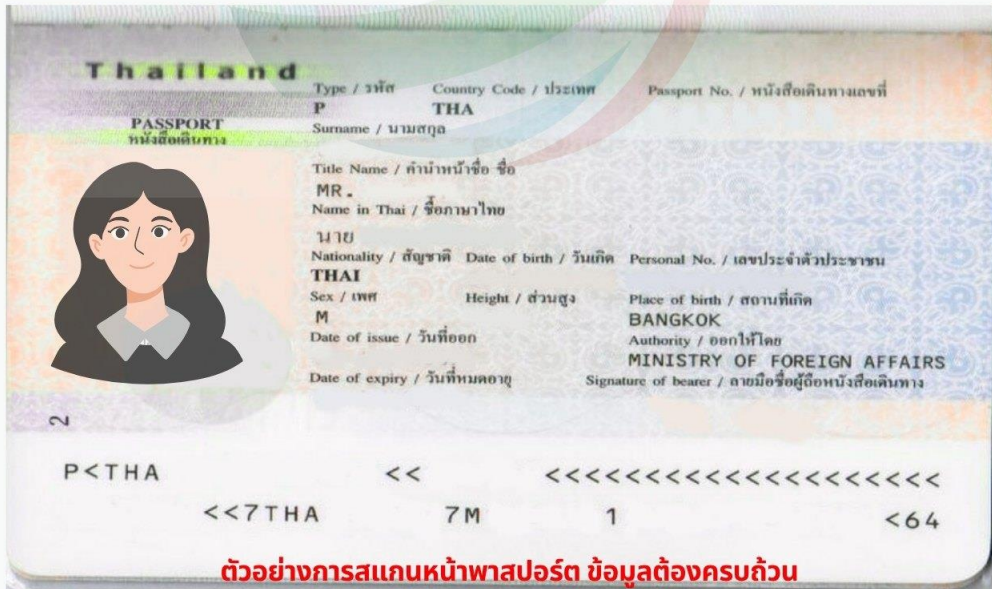 Thailand
PASSPORT
หนังสือเดินทาง
Type / รหัส Country Code / ประเทศ Passport No. / หนังสือเดินทางเลขที่
P THA
Surname / นามสกุล
Title Name / คำนำหน้าชื่อ ชื่อ
MR.
Name in Thai / ชื่อภาษาไทย
นาย
Nationality / สัญชาติ Date of birth / วันเกิด Personal No. / เลขประจำตัวประชาชน
THAI
Sex / เพศ Height / ส่วนสูง Place of birth / สถานที่เกิด
M BANGKOK
Date of issue / วันที่ออก Authority / ออกให้โดย
MINISTRY OF FOREIGN AFFAIRS
Date of expiry / วันที่หมดอายุ Signature of bearer / ลายมือชื่อผู้ถือหนังสือเดินทาง
2
P<THA << <<<<<<<<<<<<<<<<<<<<
<<7THA 7M 1 <64
ตัวอย่างการสแกนหน้าพาสปอร์ต ข้อมูลต้องครบถ้วน